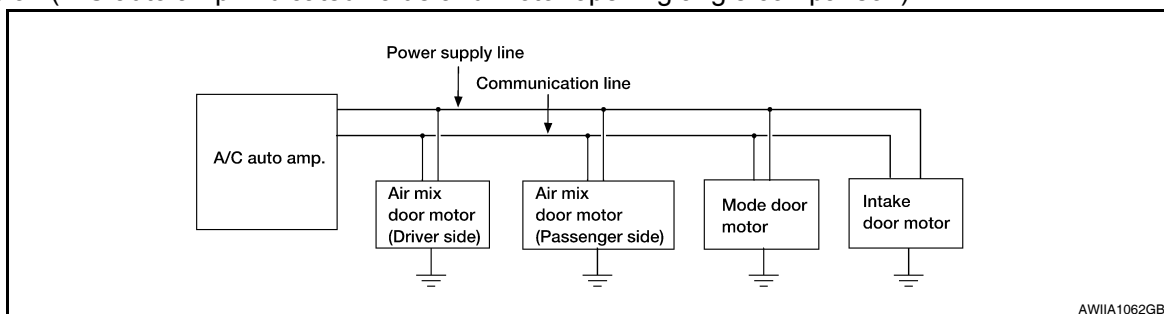 Power supply line
Communication line
A/C auto amp.
Air mix
door motor
(Driver side)
Air mix
door motor
(Passenger side)
Mode door
motor
Intake
door motor
AWIIA1062GB